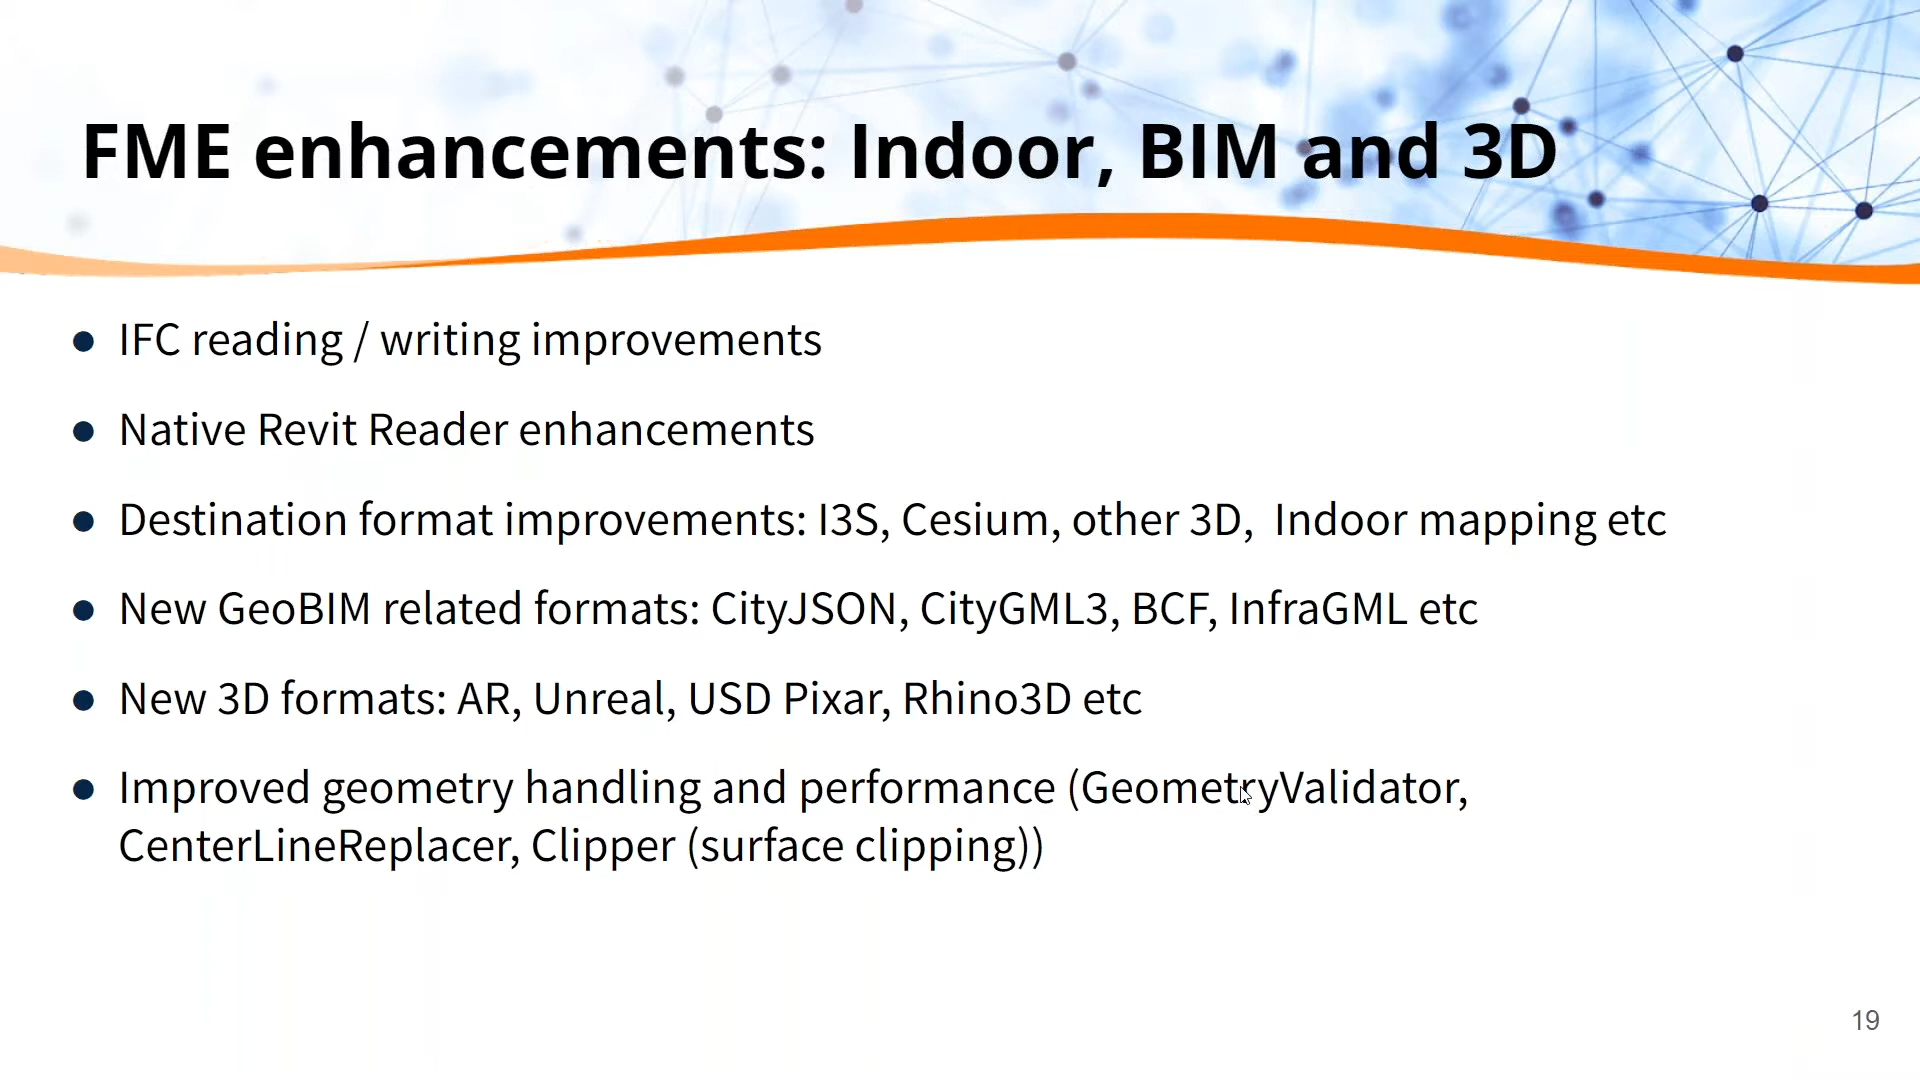 FME enhancements: Indoor, BIM and 3D
● IFC reading / writing improvements
● Native Revit Reader enhancements
● Destination format improvements: I3S, Cesium, other 3D,  Indoor mapping etc
● New GeoBIM related formats: CityJSON, CityGML3, BCF, InfraGML etc
● New 3D formats: AR, Unreal, USD Pixar, Rhino3D etc
● Improved geometry handling and performance (GeometryValidator,
CenterLineReplacer, Clipper (surface clipping))
19